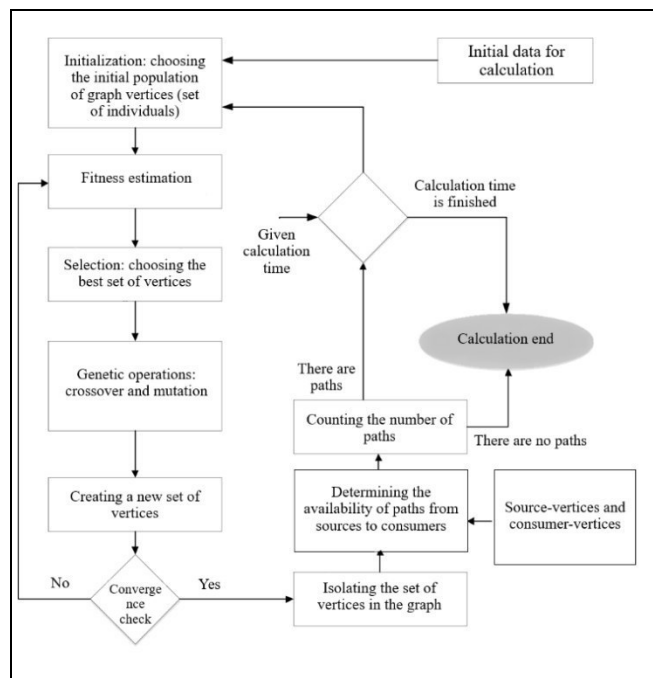 Initialization: choosing
the initial population
of graph vertices (set
of individuals)
Initial data for
calculation
Fitness estimation
Calculation time
is finished
Given
calculation
time
Selection: choosing the
best set of vertices
Calculation end
There are
paths
Genetic operations:
crossover and mutation
Counting the number of
paths
There are no paths
Creating a new set of
vertices
Determining the
availability of paths from
sources to consumers
Source-vertices and
consumer-vertices
No
Converge
nce
check
Yes
Isolating the set of
vertices in the graph